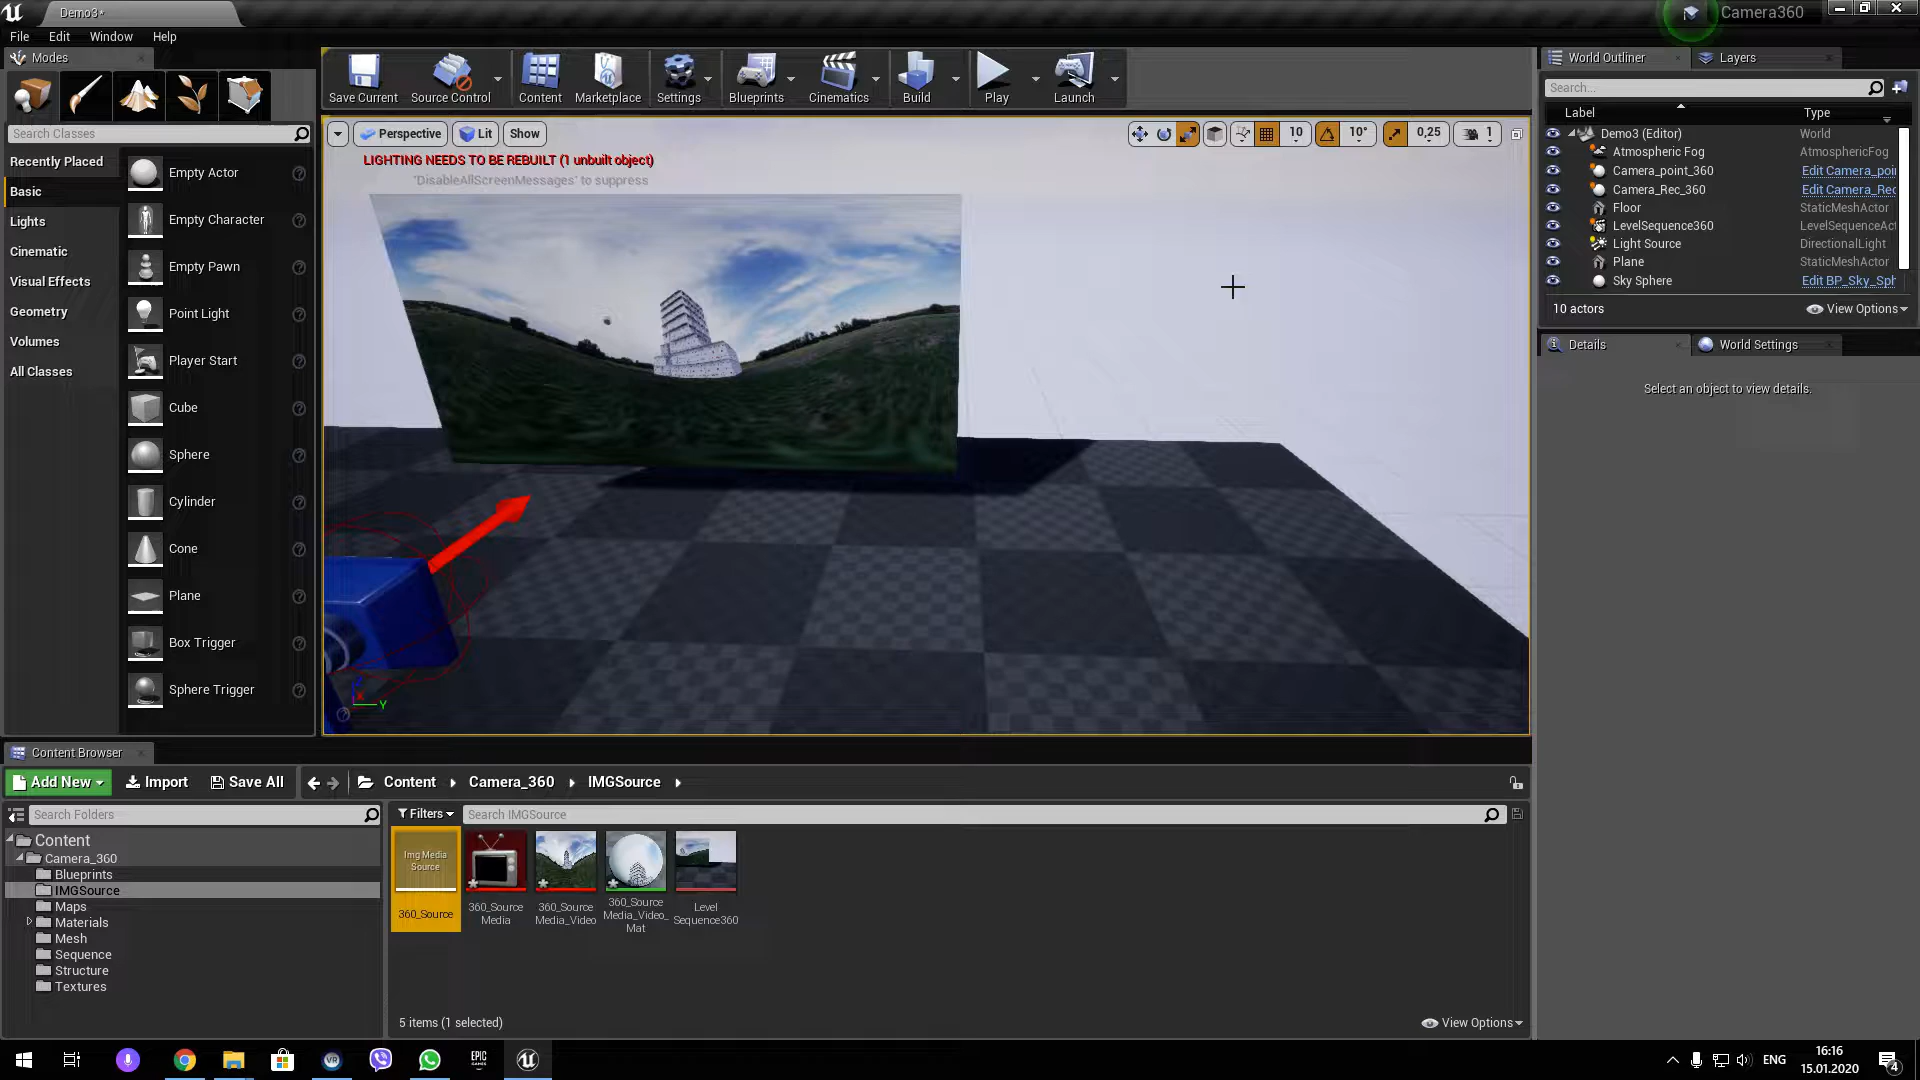 Demo3*
Camera360
File Edit Window Help
Modes
Save Current
Source Control
Content
Marketplace
Settings
Blueprints
Cinematics
Build
Play
Launch
Search Classes
Recently Placed
Basic
Lights
Cinematic
Visual Effects
Geometry
Volumes
All Classes
Empty Actor
Empty Character
Empty Pawn
Point Light
Player Start
Cube
Sphere
Cylinder
Cone
Plane
Box Trigger
Sphere Trigger
Perspective
Lit
Show
10
10°
0,25
1
LIGHTING NEEDS TO BE REBUILT (1 unbuilt object)
'DisableAllScreenMessages' to suppress
Z
X
Y
World Outliner
Layers
Search...
Label Type
Demo3 (Editor) World
Atmospheric Fog AtmosphericFog
Camera_point_360 Edit Camera_poi
Camera_Rec_360 Edit Camera_Rec
Floor StaticMeshActor
LevelSequence360 LevelSequenceAct
Light Source DirectionalLight
Plane StaticMeshActor
Sky Sphere Edit BP_Sky_Sph
10 actors
View Options
Details
World Settings
Select an object to view details.
Content Browser
Add New
Import
Save All
Content
Camera_360
IMGSource
Search Folders
Filters
Search IMGSource
Content
Camera_360
Blueprints
IMGSource
Maps
Materials
Mesh
Sequence
Structure
Textures
Img Media
Source
360_Source
360_Source
Media
360_Source
Media_Video
360_Source
Media_Video_
Mat
Level
Sequence360
5 items (1 selected)
View Options
VR
EPIC
GAMES
ENG
16:16
15.01.2020
4